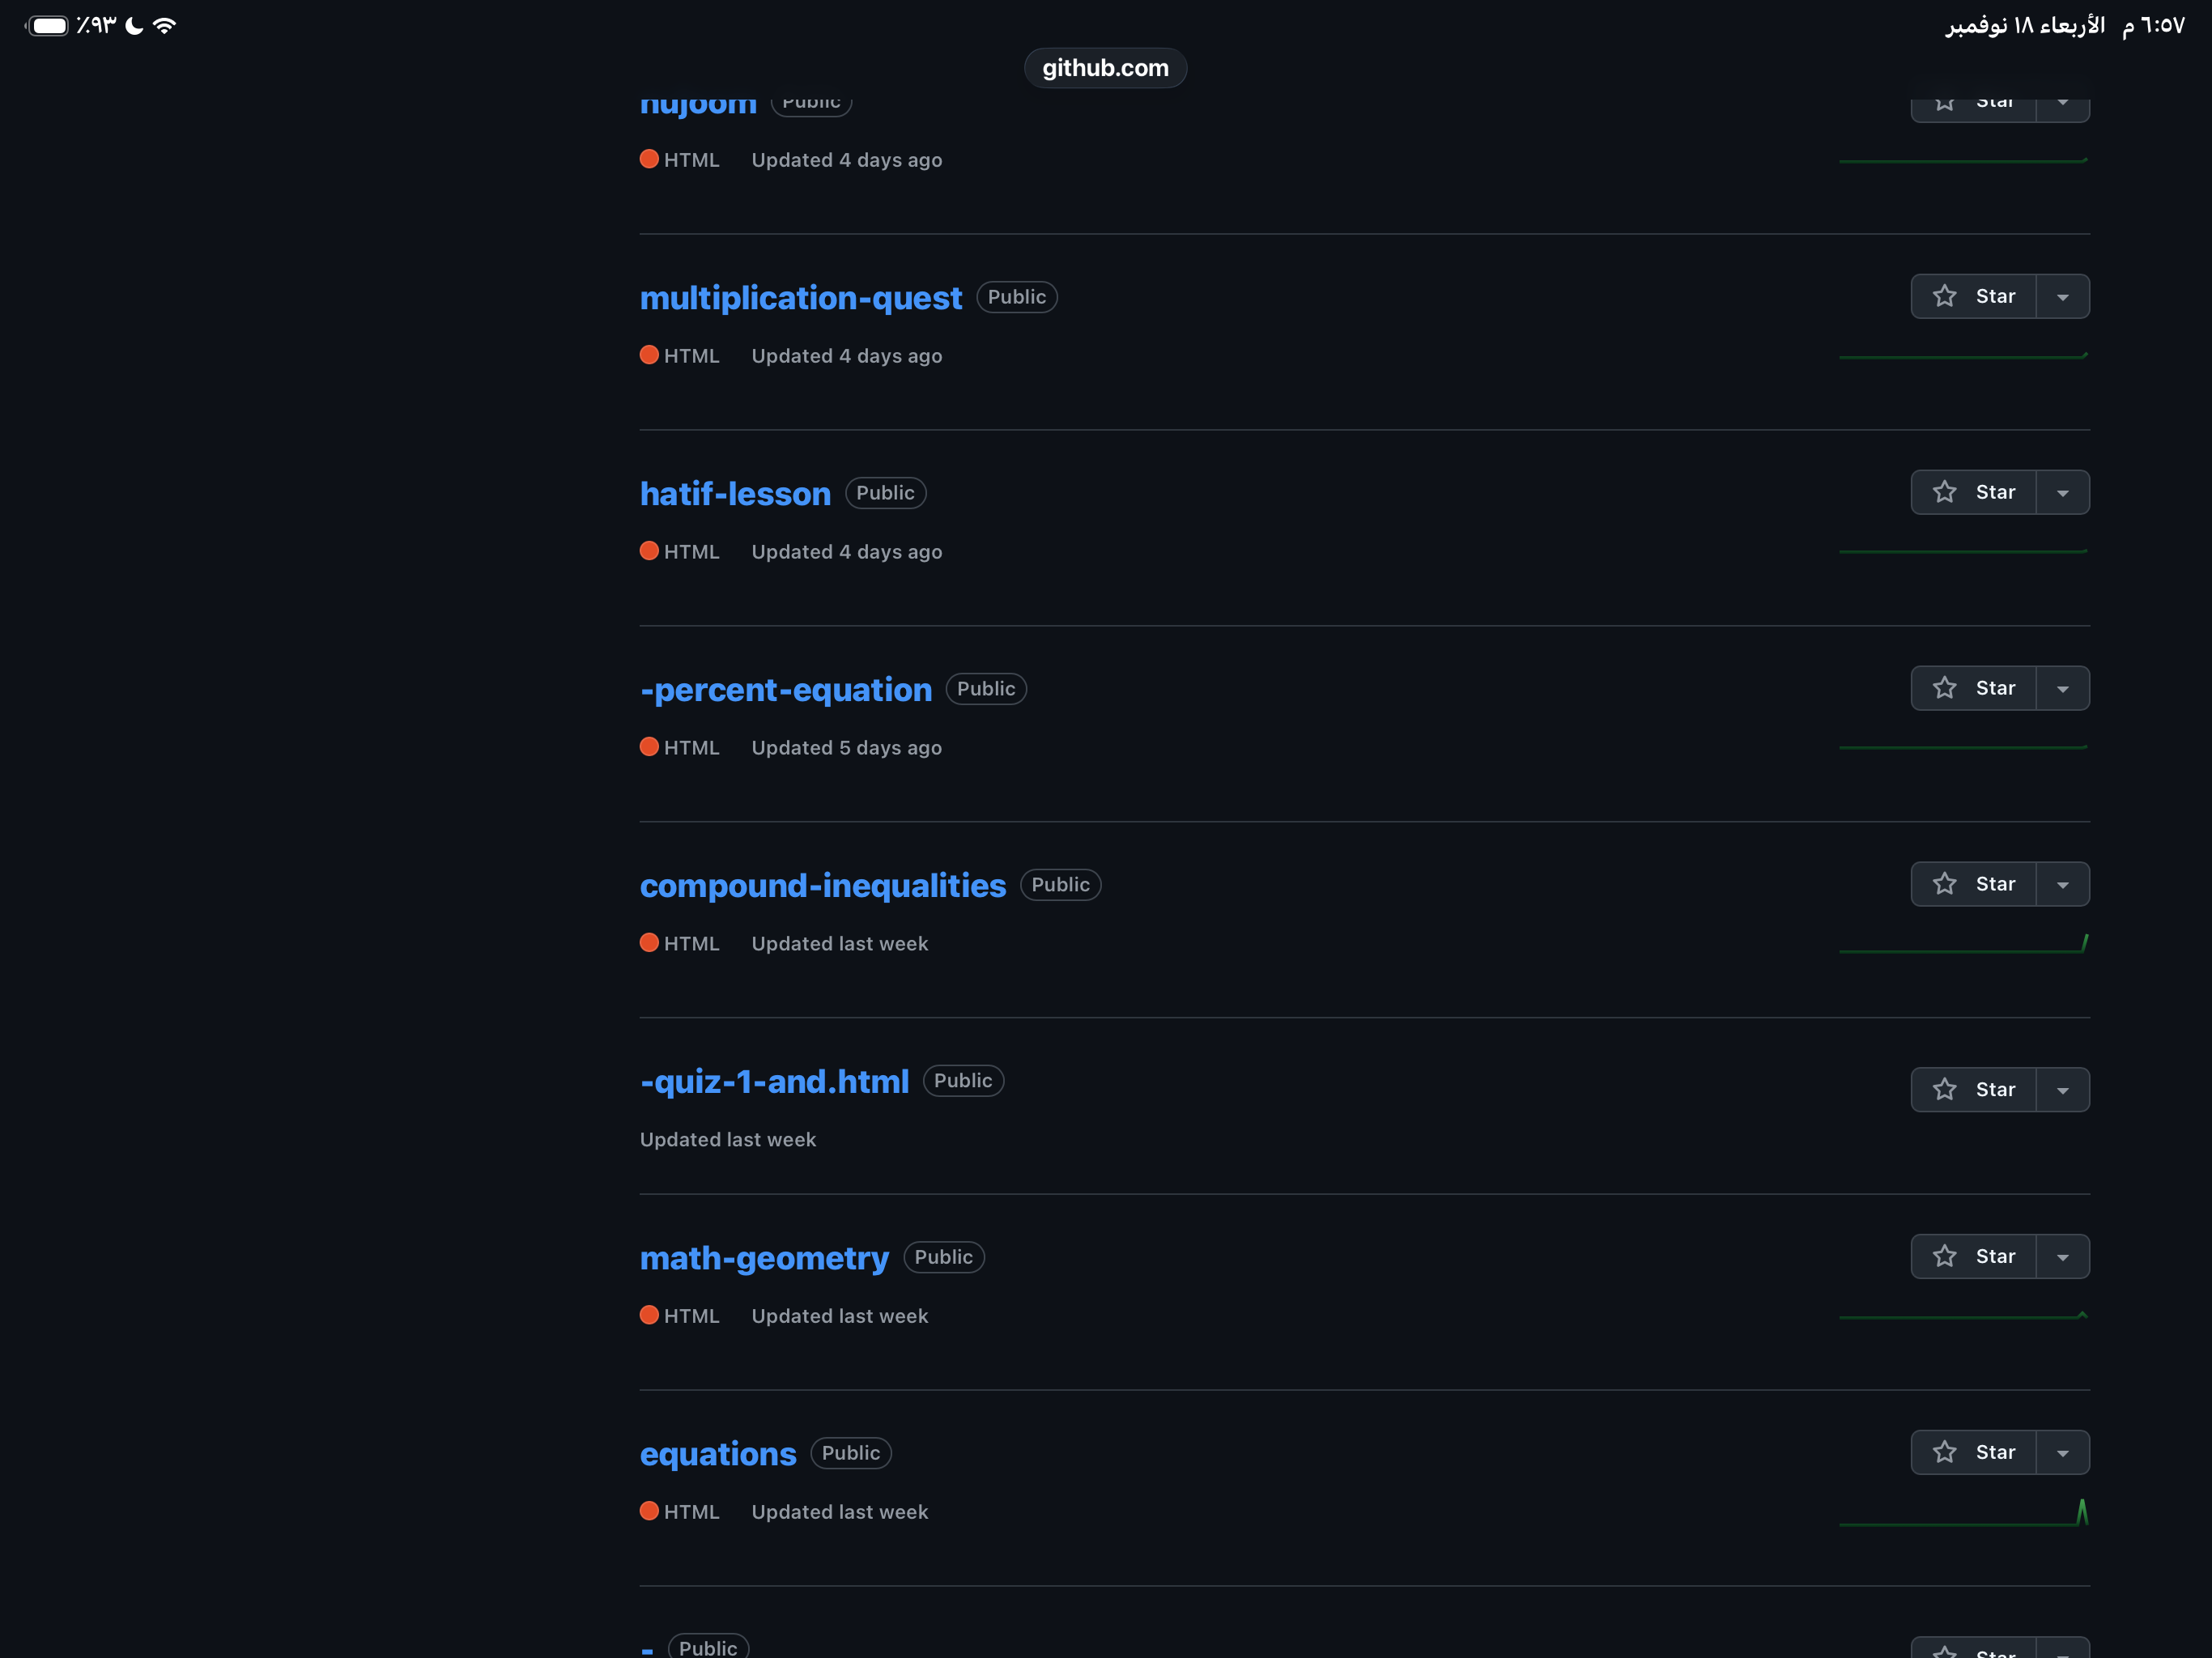 ٪٩٣
٦:٥٧ م الأربعاء ١٨ نوفمبر
github.com
nujoom Public Star
HTML Updated 4 days ago
multiplication-quest Public Star
HTML Updated 4 days ago
hatif-lesson Public Star
HTML Updated 4 days ago
-percent-equation Public Star
HTML Updated 5 days ago
compound-inequalities Public Star
HTML Updated last week
-quiz-1-and.html Public Star
Updated last week
math-geometry Public Star
HTML Updated last week
equations Public Star
HTML Updated last week
- Public Star